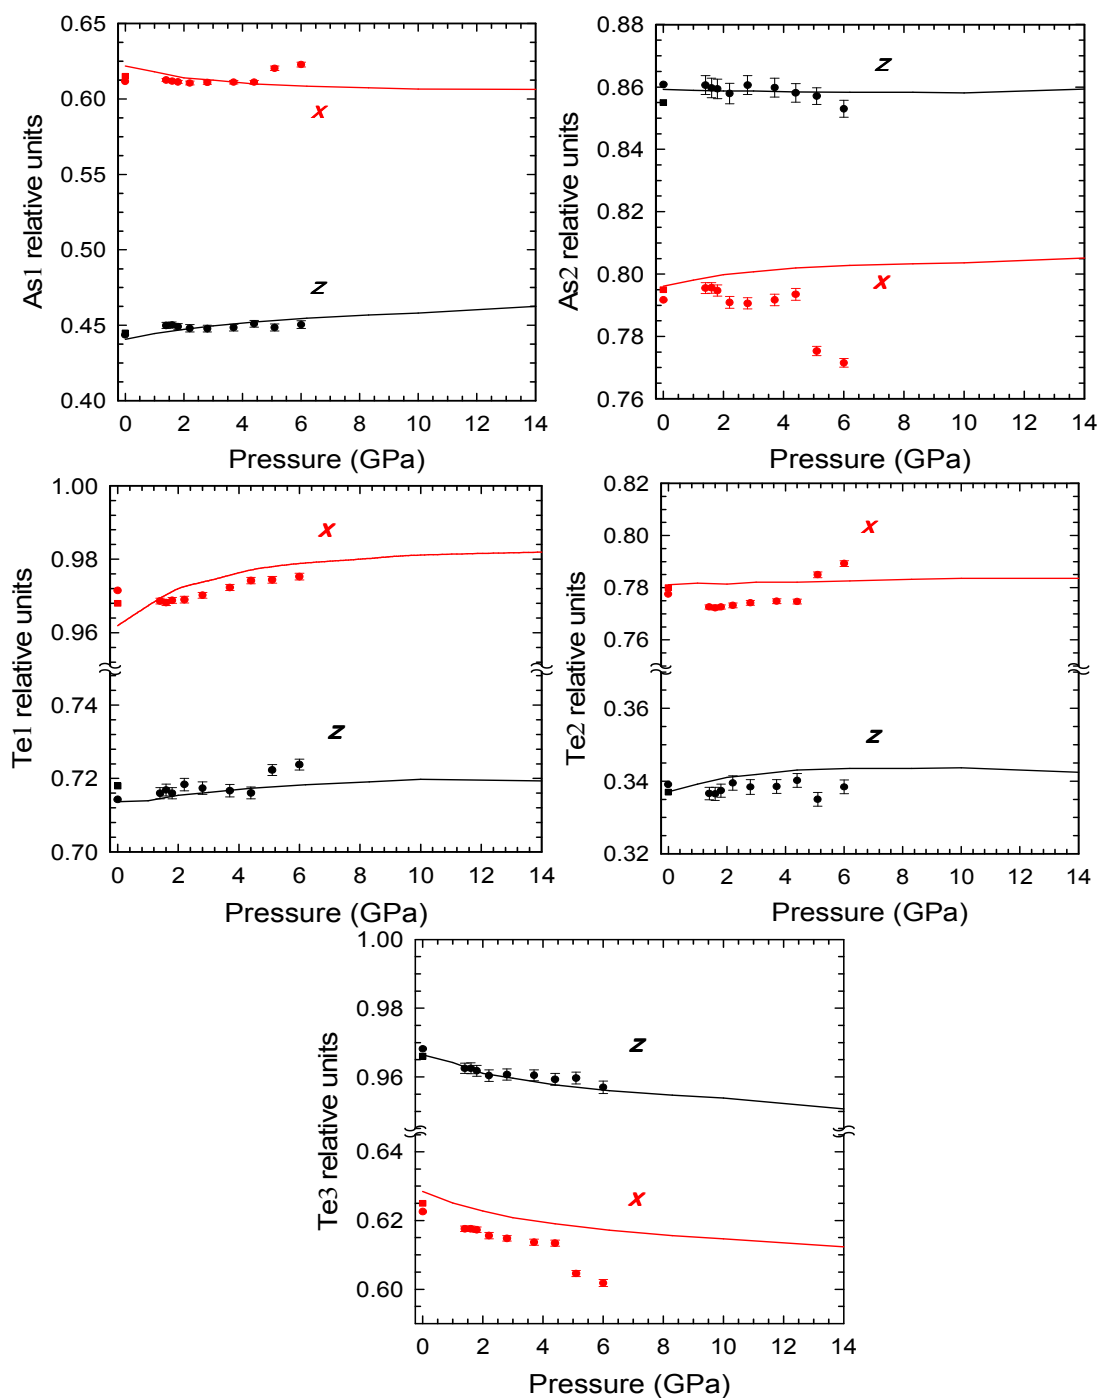 0.65
0.60
0.55
0.50
0.45
0.40
As1 relative units
x
z
0 2 4 6 8 10 12 14
Pressure (GPa)
0.88
0.86
0.84
0.82
0.80
0.78
0.76
As2 relative units
z
x
0 2 4 6 8 10 12 14
Pressure (GPa)
1.00
0.98
0.96
0.74
0.72
0.70
Te1 relative units
x
z
0 2 4 6 8 10 12 14
Pressure (GPa)
0.82
0.80
0.78
0.76
0.36
0.34
0.32
Te2 relative units
x
z
0 2 4 6 8 10 12 14
Pressure (GPa)
1.00
0.98
0.96
0.64
0.62
0.60
Te3 relative units
z
x
0 2 4 6 8 10 12 14
Pressure (GPa)